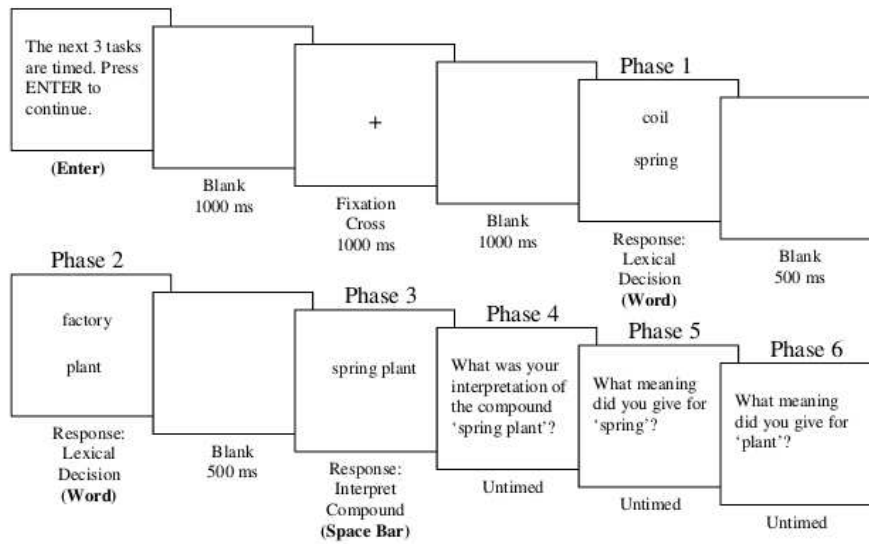 The next 3 tasks
are timed. Press
ENTER to
continue.
(Enter)
Blank
1000 ms
+
Fixation
Cross
1000 ms
Blank
1000 ms
Phase 1
coil
spring
Response:
Lexical
Decision
(Word)
Blank
500 ms
Phase 2
factory
plant
Response:
Lexical
Decision
(Word)
Blank
500 ms
Phase 3
spring plant
Response:
Interpret
Compound
(Space Bar)
Phase 4
What was your
interpretation of
the compound
‘spring plant’?
Untimed
Phase 5
What meaning
did you give for
‘spring’?
Untimed
Phase 6
What meaning
did you give for
‘plant’?
Untimed